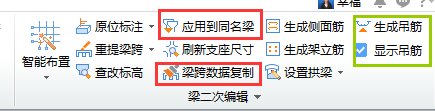 幸福
原位标注 应用到同名梁 生成侧面筋 生成吊筋
智能布置 重提梁跨 刷新支座尺寸 生成架立筋 显示吊筋
查改标高 梁跨数据复制 设置拱梁
梁二次编辑